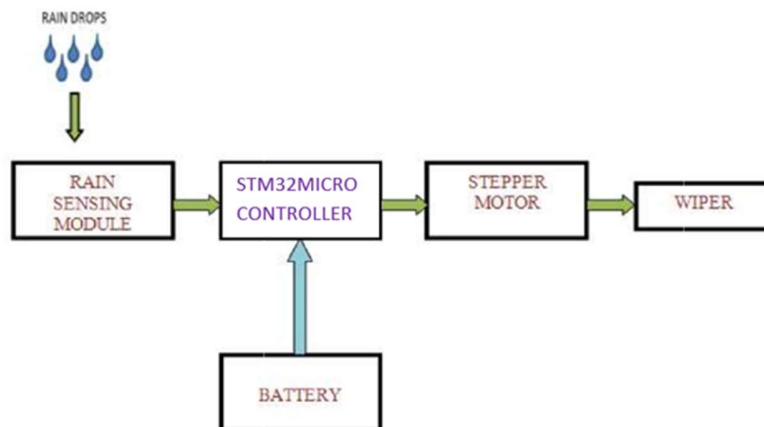 RAIN DROPS
RAIN
SENSING
MODULE
STM32MICRO
CONTROLLER
STEPPER
MOTOR
WIPER
BATTERY